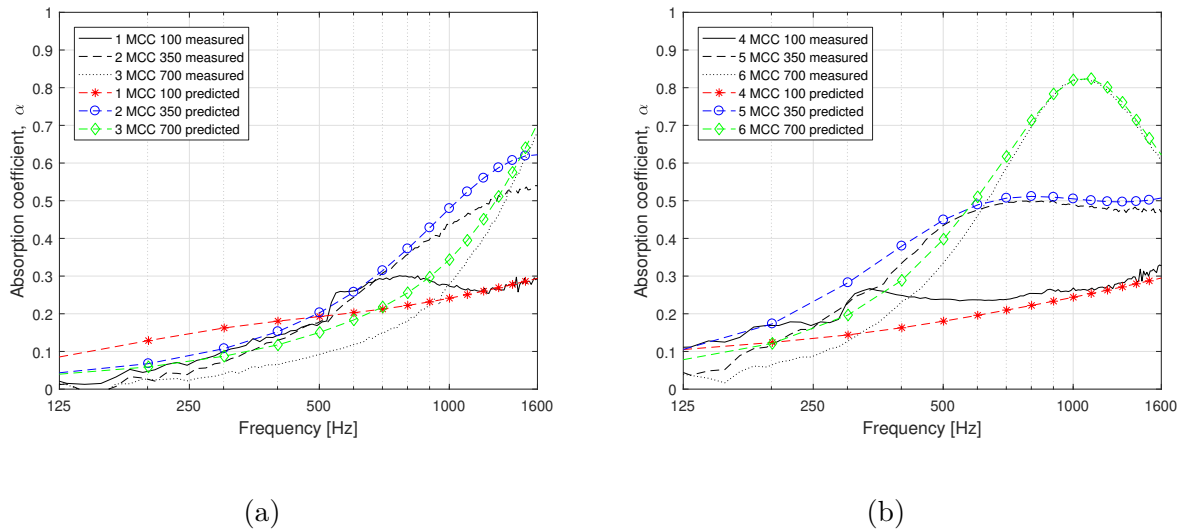 1
0.9
0.8
0.7
0.6
0.5
0.4
0.3
0.2
0.1
0
Absorption coefficient, α
1 MCC 100 measured
2 MCC 350 measured
3 MCC 700 measured
1 MCC 100 predicted
2 MCC 350 predicted
3 MCC 700 predicted
125 250 500 1000 1600
Frequency [Hz]
(a)
1
0.9
0.8
0.7
0.6
0.5
0.4
0.3
0.2
0.1
0
Absorption coefficient, α
4 MCC 100 measured
5 MCC 350 measured
6 MCC 700 measured
4 MCC 100 predicted
5 MCC 350 predicted
6 MCC 700 predicted
125 250 500 1000 1600
Frequency [Hz]
(b)